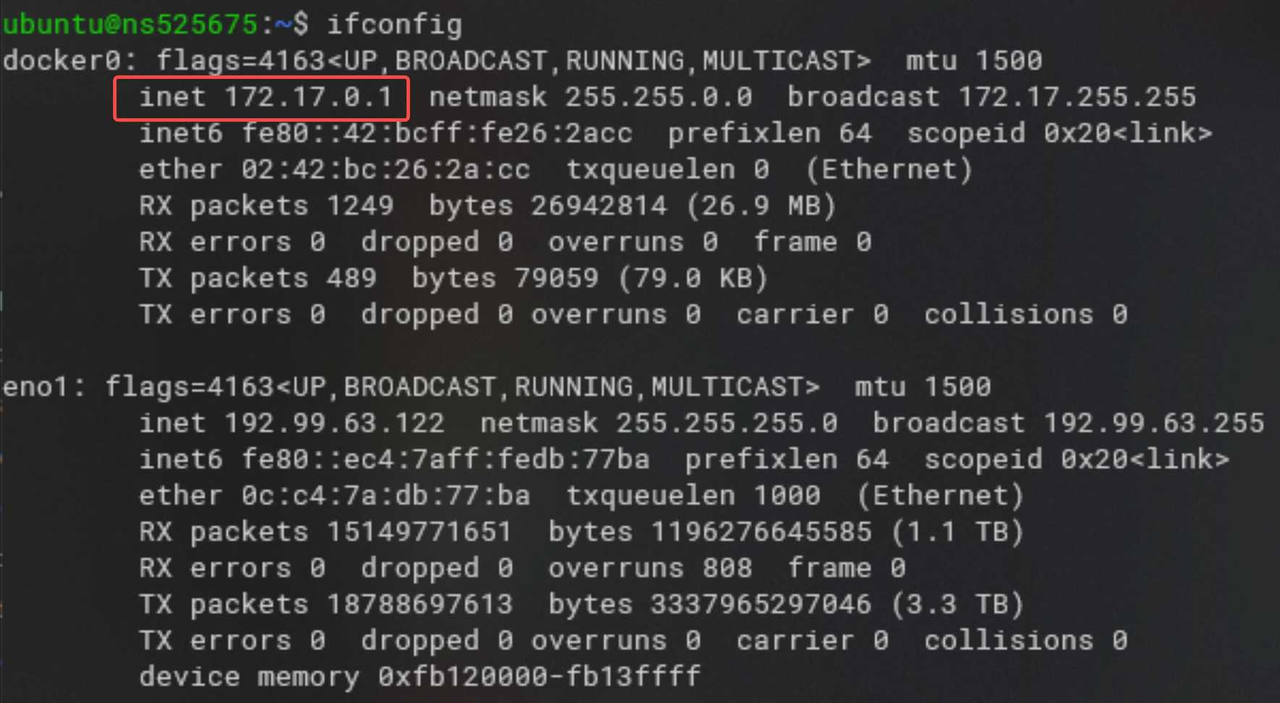 ubuntu@ns525675:~$ ifconfig
docker0: flags=4163<UP,BROADCAST,RUNNING,MULTICAST>  mtu 1500
        inet 172.17.0.1  netmask 255.255.0.0  broadcast 172.17.255.255
        inet6 fe80::42:bcff:fe26:2acc  prefixlen 64  scopeid 0x20<link>
        ether 02:42:bc:26:2a:cc  txqueuelen 0  (Ethernet)
        RX packets 1249  bytes 26942814 (26.9 MB)
        RX errors 0  dropped 0  overruns 0  frame 0
        TX packets 489  bytes 79059 (79.0 KB)
        TX errors 0  dropped 0 overruns 0  carrier 0  collisions 0
eno1: flags=4163<UP,BROADCAST,RUNNING,MULTICAST>  mtu 1500
        inet 192.99.63.122  netmask 255.255.255.0  broadcast 192.99.63.255
        inet6 fe80::ec4:7aff:fedb:77ba  prefixlen 64  scopeid 0x20<link>
        ether 0c:c4:7a:db:77:ba  txqueuelen 1000  (Ethernet)
        RX packets 15149771651  bytes 1196276645585 (1.1 TB)
        RX errors 0  dropped 0  overruns 808  frame 0
        TX packets 18788697613  bytes 3337965297046 (3.3 TB)
        TX errors 0  dropped 0 overruns 0  carrier 0  collisions 0
        device memory 0xfb120000-fb13ffff